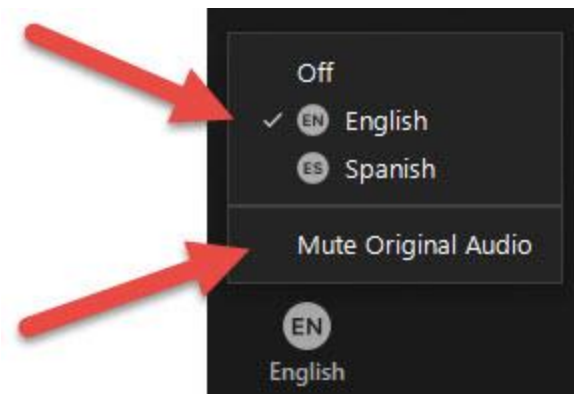 Off
EN English
ES Spanish
Mute Original Audio
EN
English